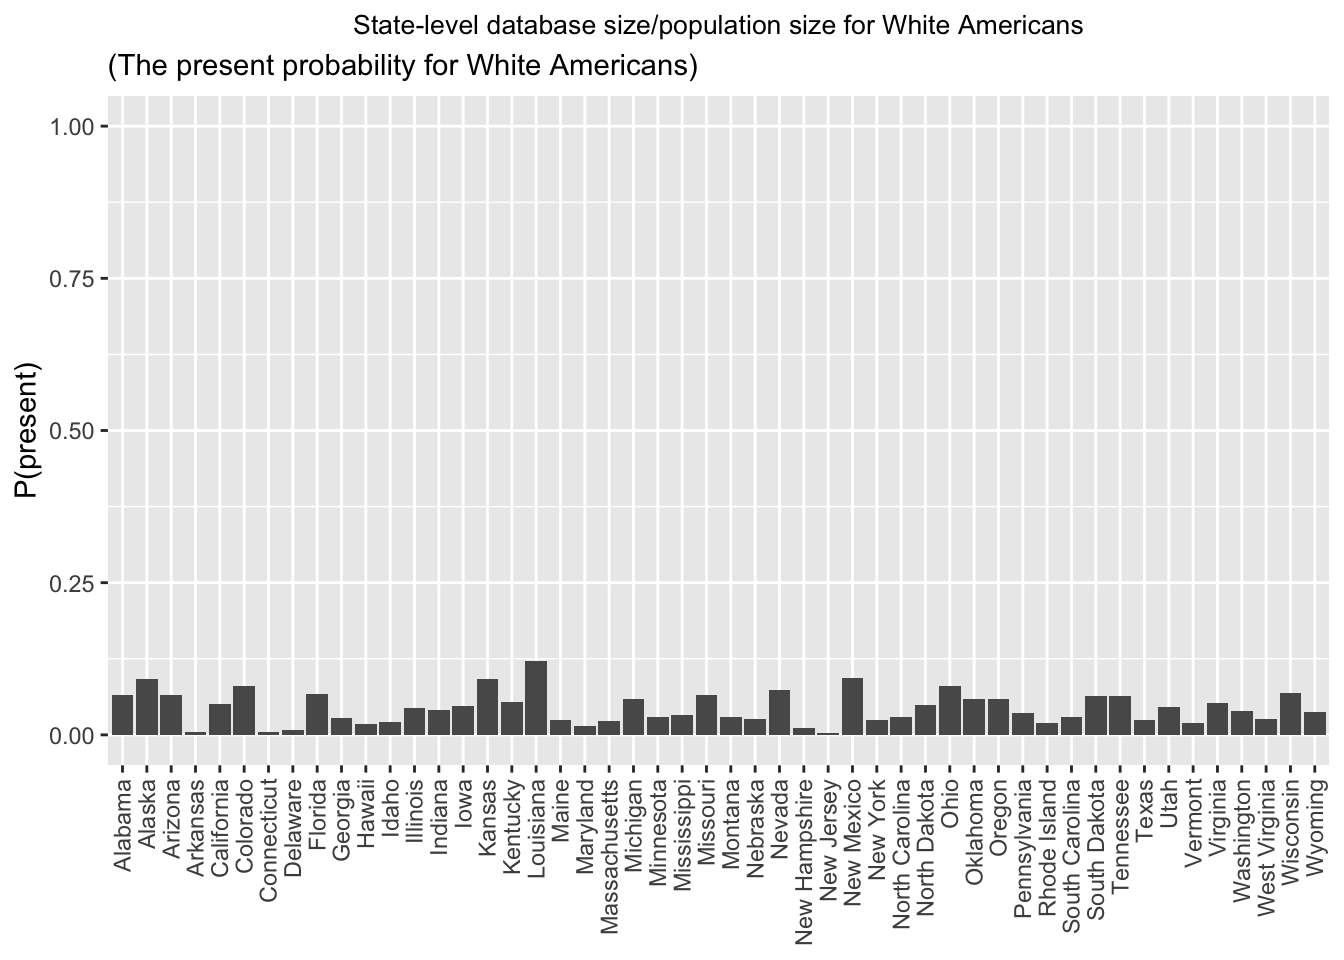 State-level database size/population size for White Americans
(The present probability for White Americans)
P(present)
1.00
0.75
0.50
0.25
0.00
Alabama
Alaska
Arizona
Arkansas
California
Colorado
Connecticut
Delaware
Florida
Georgia
Hawaii
Idaho
Illinois
Indiana
Iowa
Kansas
Kentucky
Louisiana
Maine
Maryland
Massachusetts
Michigan
Minnesota
Mississippi
Missouri
Montana
Nebraska
Nevada
New Hampshire
New Jersey
New Mexico
New York
North Carolina
North Dakota
Ohio
Oklahoma
Oregon
Pennsylvania
Rhode Island
South Carolina
South Dakota
Tennessee
Texas
Utah
Vermont
Virginia
Washington
West Virginia
Wisconsin
Wyoming